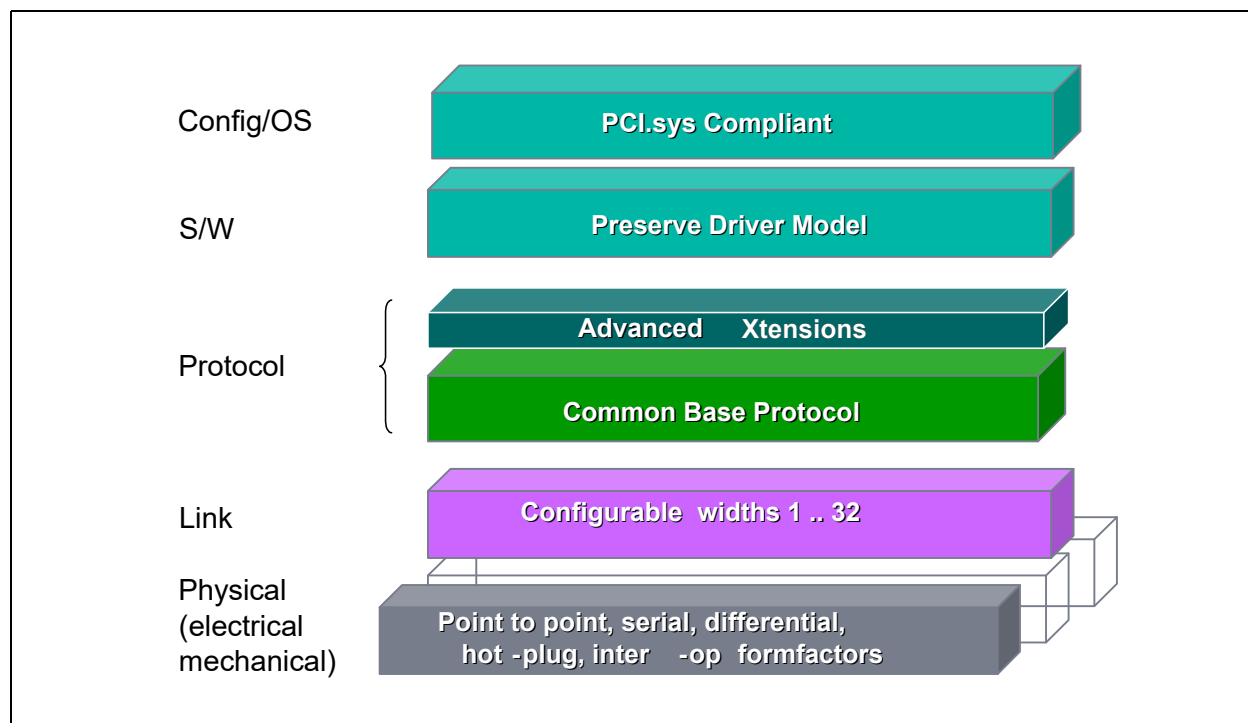 Config/OS
PCI.sys Compliant
S/W
Preserve Driver Model
Protocol
Advanced Xtensions
Common Base Protocol
Link
Configurable widths 1 .. 32
Physical
(electrical
mechanical)
Point to point, serial, differential,
hot -plug, inter -op formfactors